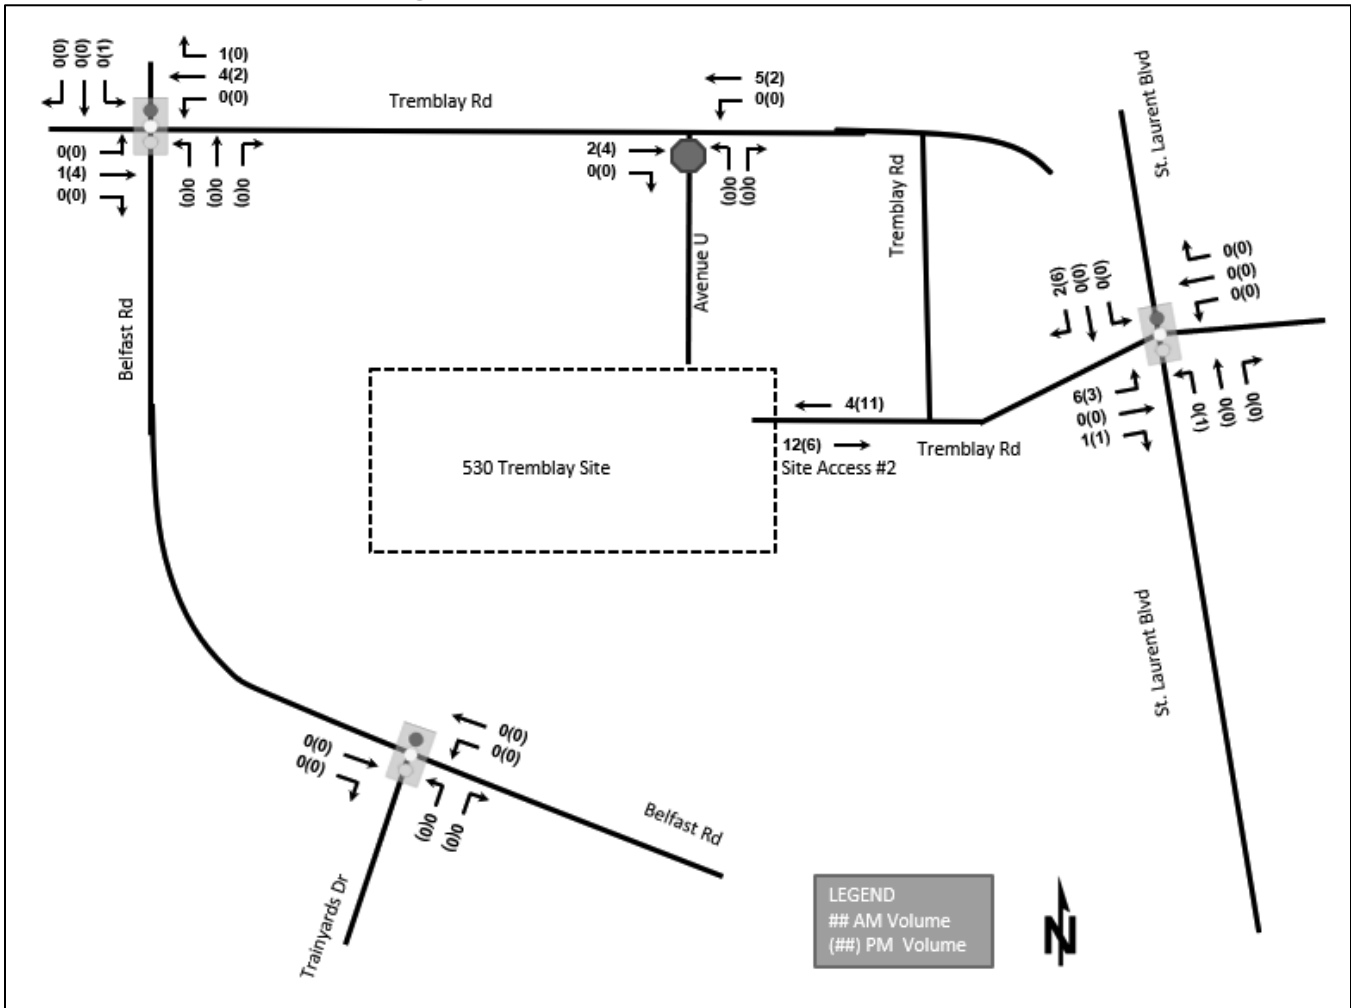 0(0)
0(0)
0(1)
1(0)
4(2)
0(0)
Tremblay Rd
5(2)
0(0)
St. Laurent Blvd
0(0)
1(4)
0(0)
0(0)
0(0)
0(0)
2(4)
0(0)
0(0)
0(0)
Tremblay Rd
Avenue U
Belfast Rd
2(6)
0(0)
0(0)
0(0)
0(0)
0(0)
6(3)
0(0)
1(1)
0(1)
0(0)
0(0)
4(11)
12(6)
Tremblay Rd
530 Tremblay Site
Site Access #2
St. Laurent Blvd
0(0)
0(0)
0(0)
0(0)
0(0)
0(0)
Belfast Rd
Trainyards Dr
LEGEND
## AM Volume
(##) PM Volume
N